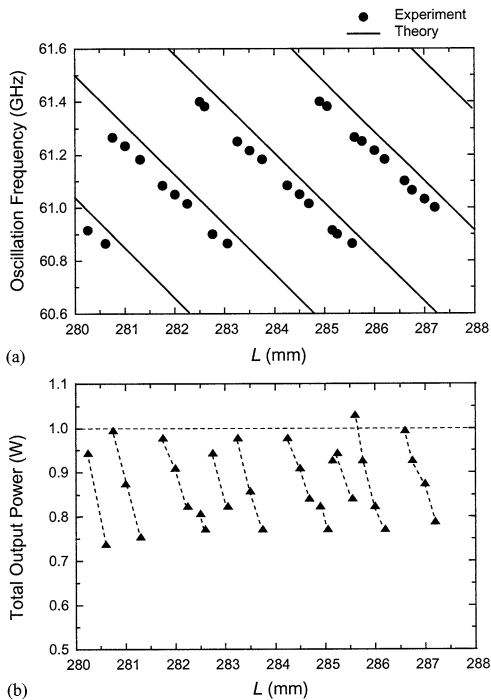 Experiment
Theory
(a)
Oscillation Frequency (GHz)
61.6
61.4
61.2
61.0
60.8
60.6
280 281 282 283 284 285 286 287 288
L (mm)
(b)
Total Output Power (W)
1.1
1.0
0.9
0.8
0.7
0.6
0.5
280 281 282 283 284 285 286 287 288
L (mm)